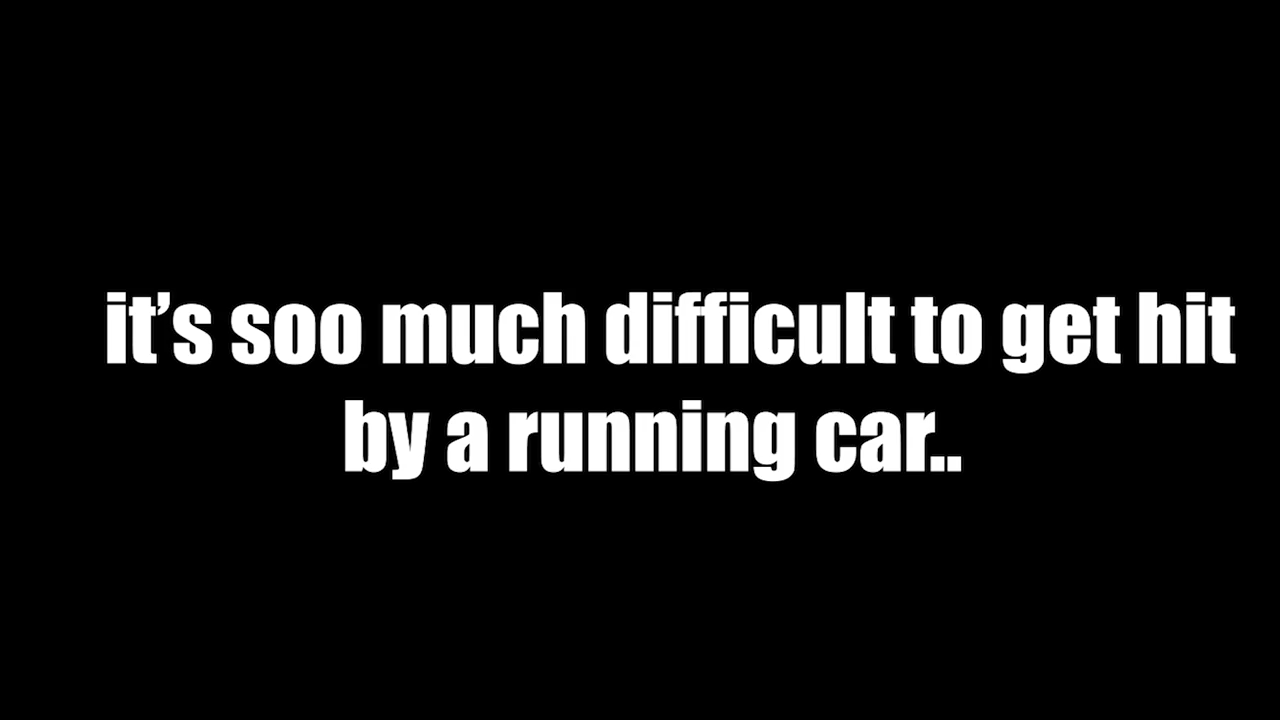 it’s soo much difficult to get hit
by a running car..